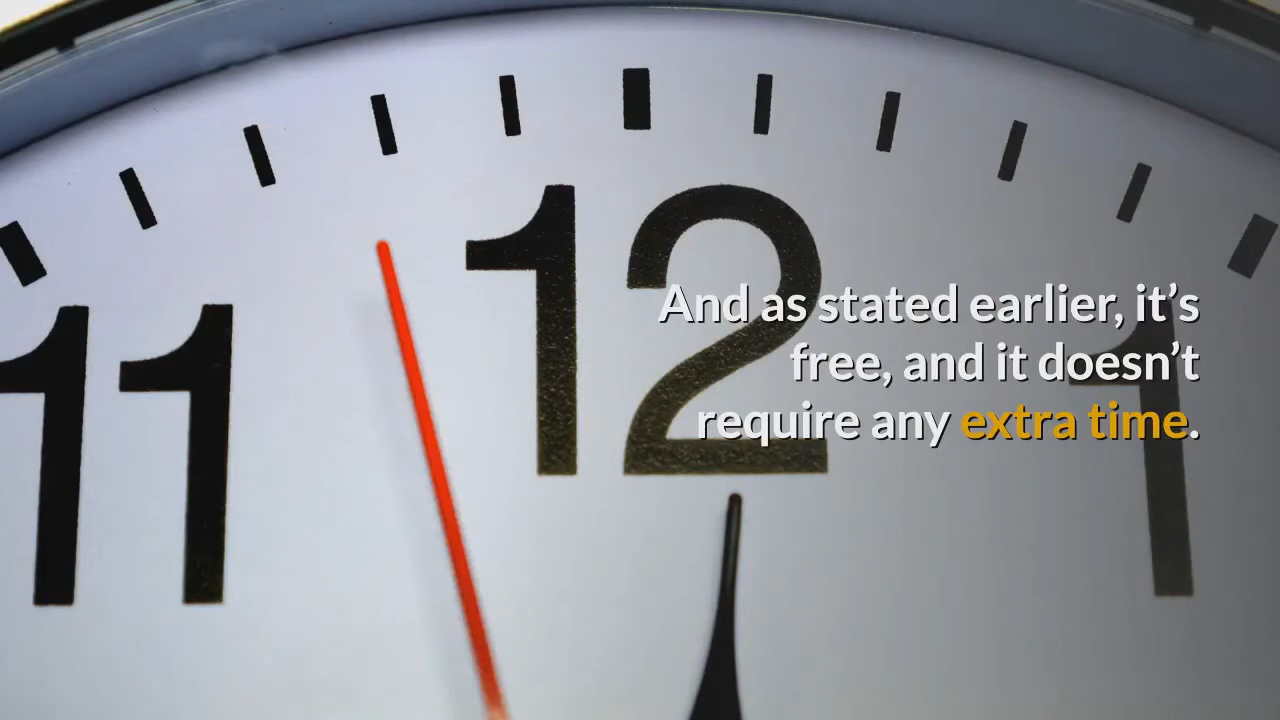 12
11
1
And as stated earlier, it’s
free, and it doesn’t
require any extra time.